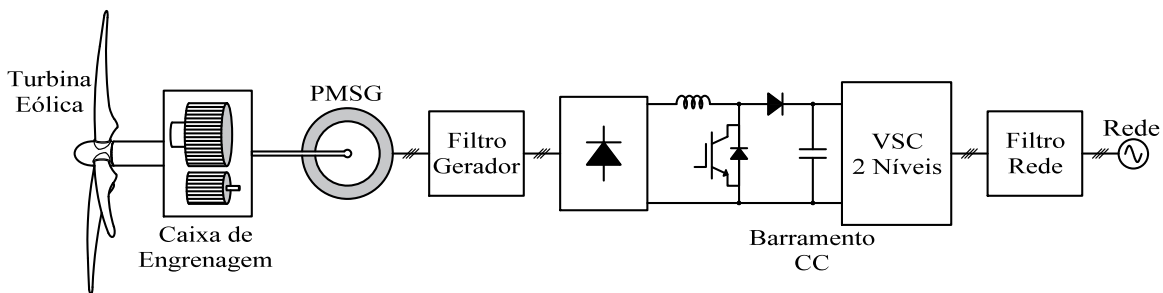 Turbina
Eólica
PMSG
Filtro
Gerador
VSC
2 Níveis
Filtro
Rede
Rede
Caixa de
Engrenagem
Barramento
CC